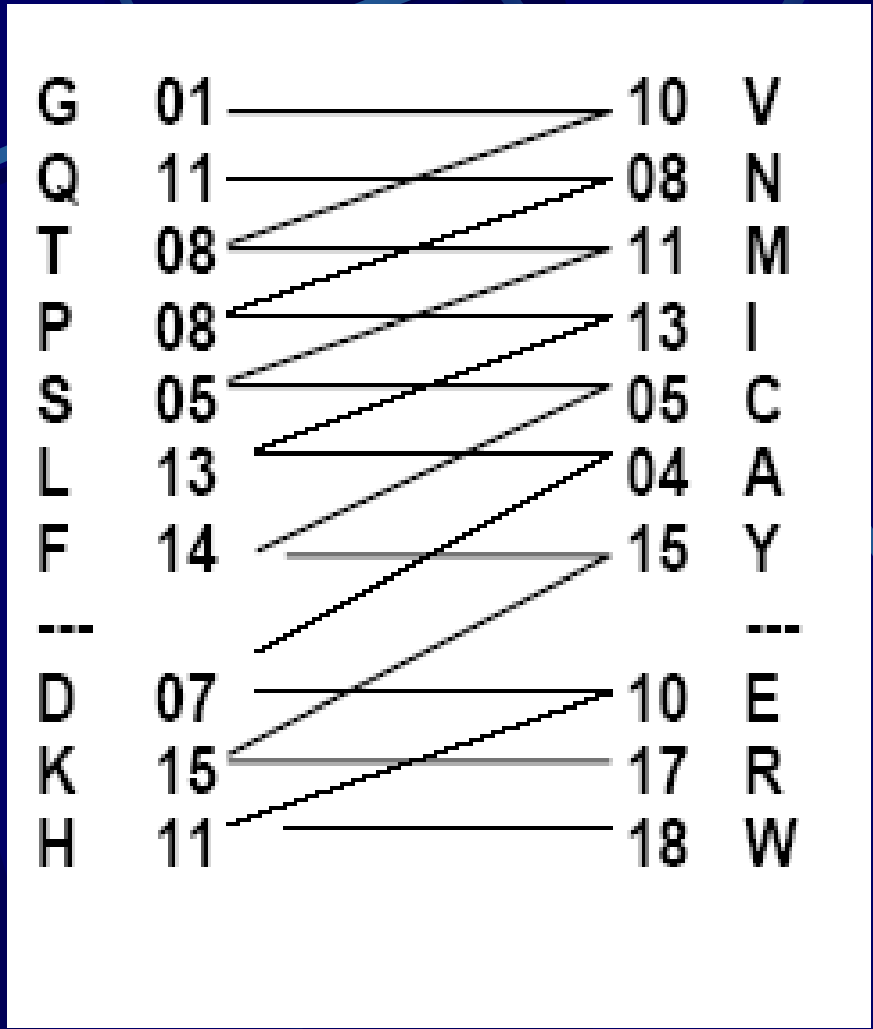 G 01 10 V
Q 11 08 N
T 08 11 M
P 08 13 I
S 05 05 C
L 13 04 A
F 14 15 Y
--- ---
D 07 10 E
K 15 17 R
H 11 18 W